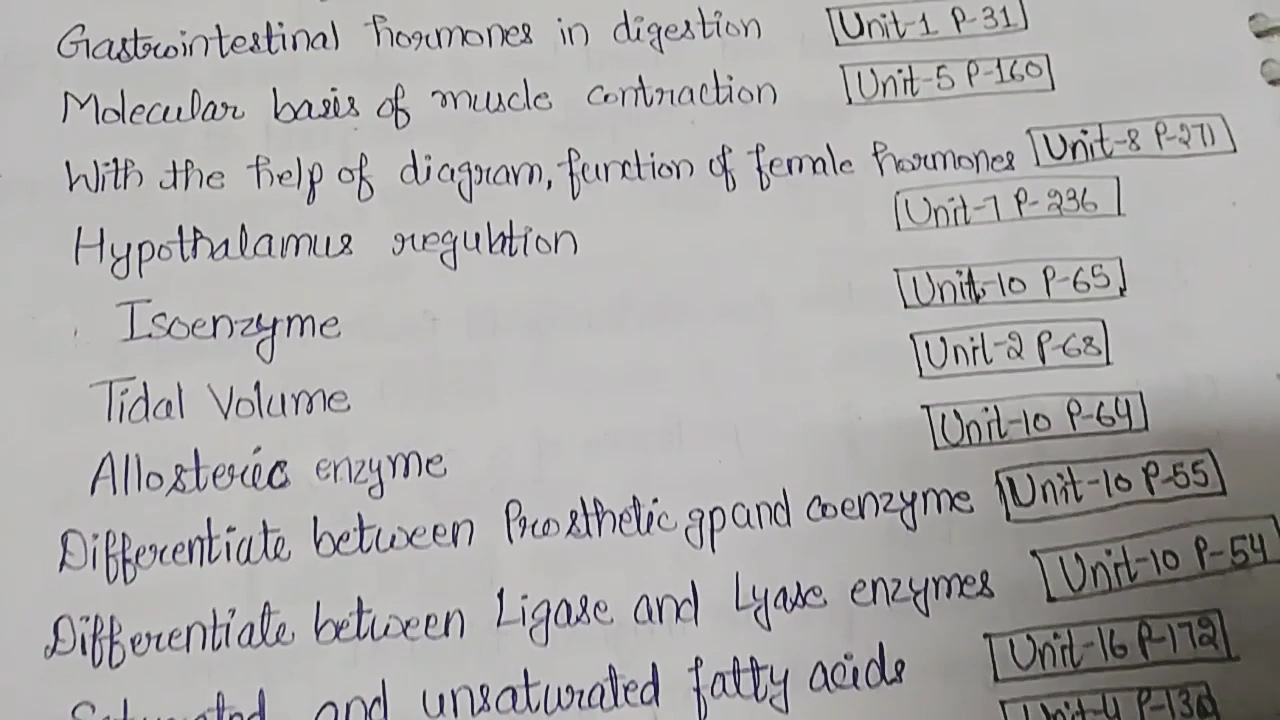 Gastrointestinal hormones in digestion [Unit-1 P-31]
Molecular basis of muscle contraction [Unit-5 P-160]
With the help of diagram, function of female hormones [Unit-8 P-271]
Hypothalamus regulation [Unit-7 P-236]
Isoenzyme [Unit-10 P-65]
Tidal Volume [Unit-2 P-68]
Allosteric enzyme [Unit-10 P-64]
Differentiate between Prosthetic gp and coenzyme [Unit-10 P-55]
Differentiate between Ligase and Lyase enzymes [Unit-10 P-54]
and unsaturated fatty acids [Unit-16 P-172]